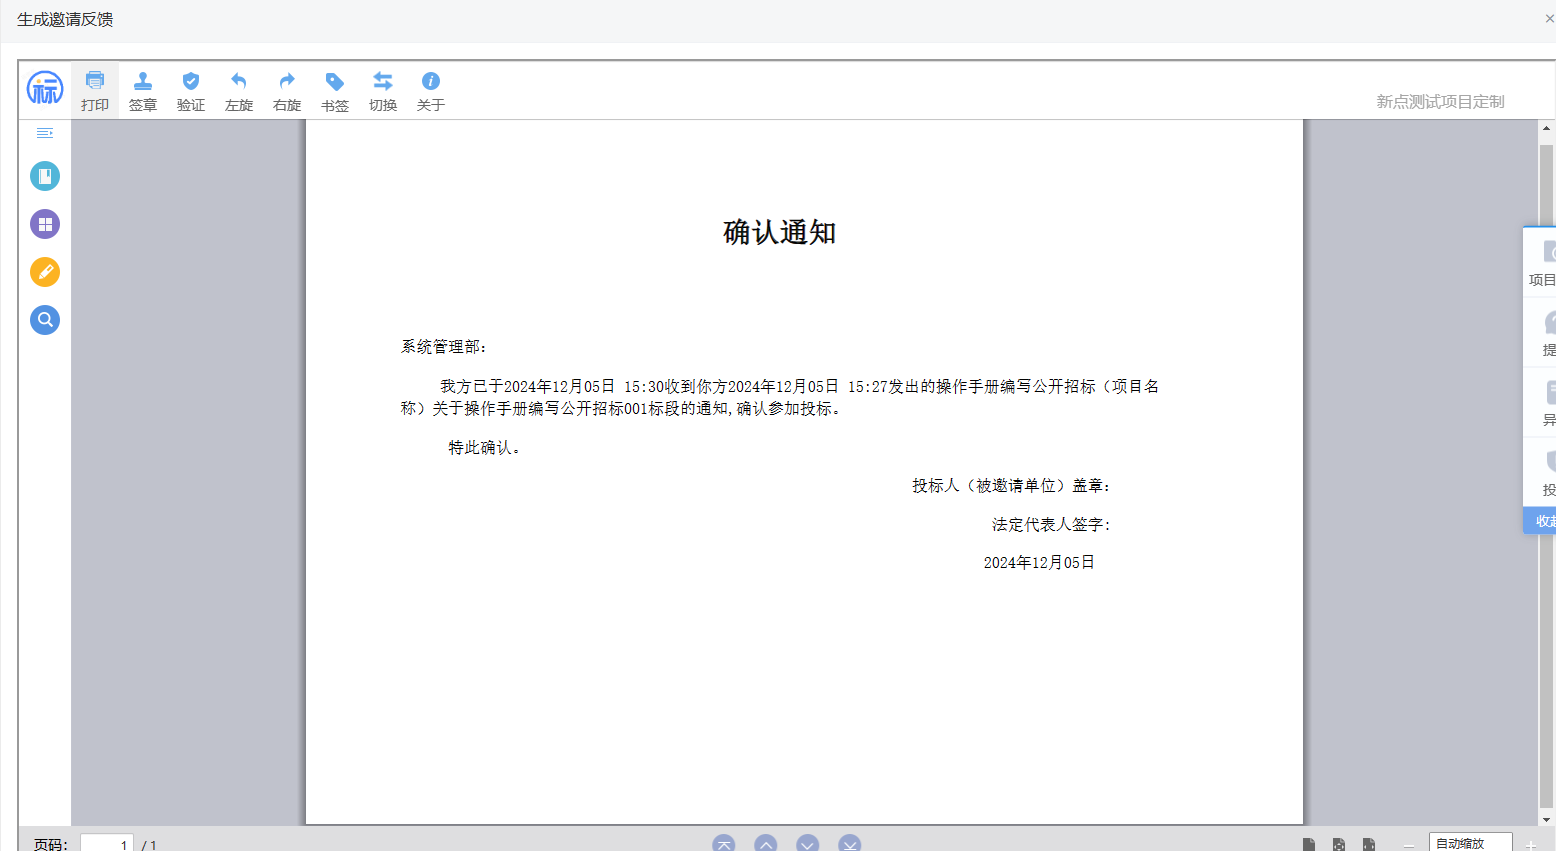 生成邀请反馈
×
标
打印 签章 验证 左旋 右旋 书签 切换 关于
新点测试项目定制
确认通知
系统管理部:
我方已于2024年12月05日 15:30收到你方2024年12月05日 15:27发出的操作手册编写公开招标（项目名
称）关于操作手册编写公开招标001标段的通知,确认参加投标。
特此确认。
投标人（被邀请单位）盖章:
法定代表人签字:
2024年12月05日
项目
提
异
投
收起
页码: 1 / 1
自动缩放